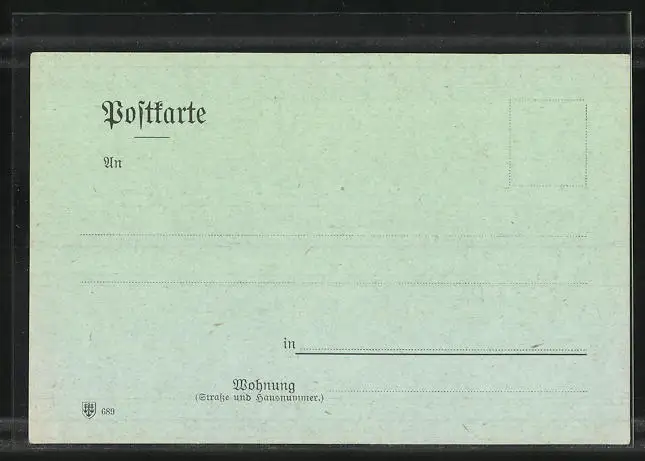 Postkarte
An
in
Wohnung
(Straße und Hausnummer.)
689